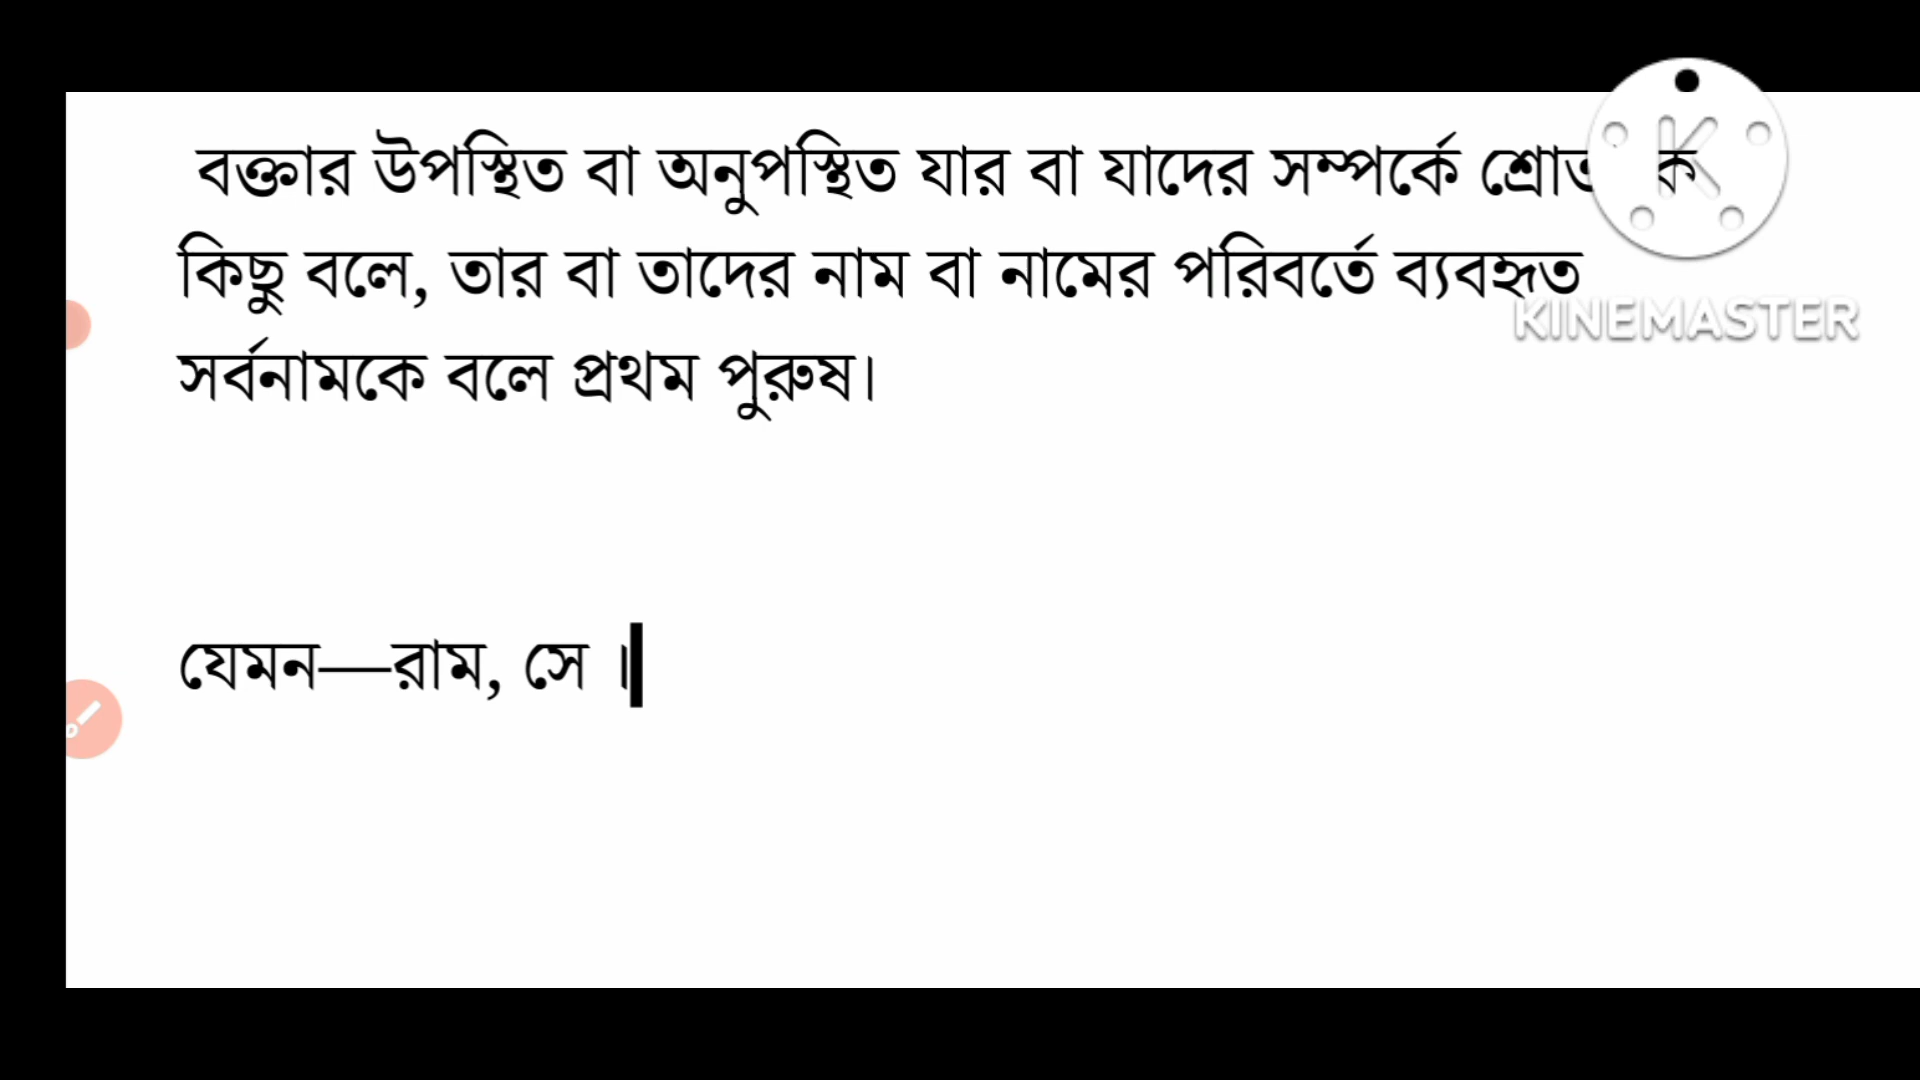 বক্তার উপস্থিত বা অনুপস্থিত যার বা যাদের সম্পর্কে
কিছু বলে, তার বা তাদের নাম বা নামের পরিবর্তে ব্যবহৃত
KINEMASTER
সর্বনামকে বলে প্রথম পুরুষ।
যেমন—রাম, সে ।